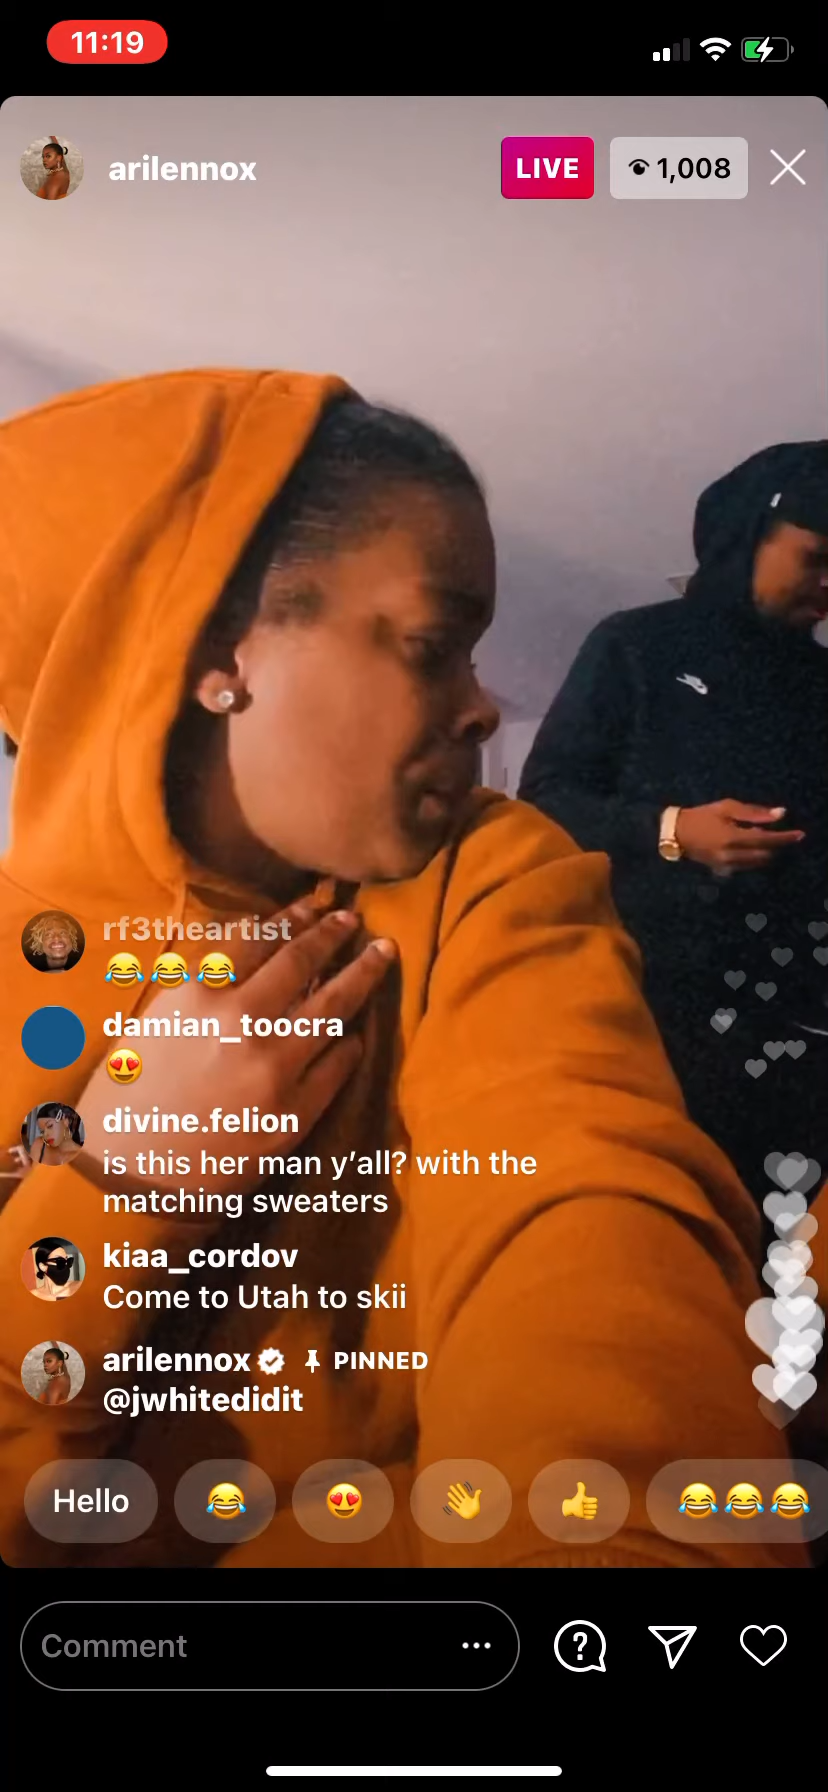 11:19
arilennox
LIVE
1,008
rf3theartist
😂😂😂
damian_toocra
😍
divine.felion
is this her man y’all? with the
matching sweaters
kiaa_cordov
Come to Utah to skii
arilennox PINNED
@jwhitedidit
Hello 😂 😍 👋 👍 😂😂😂
Comment